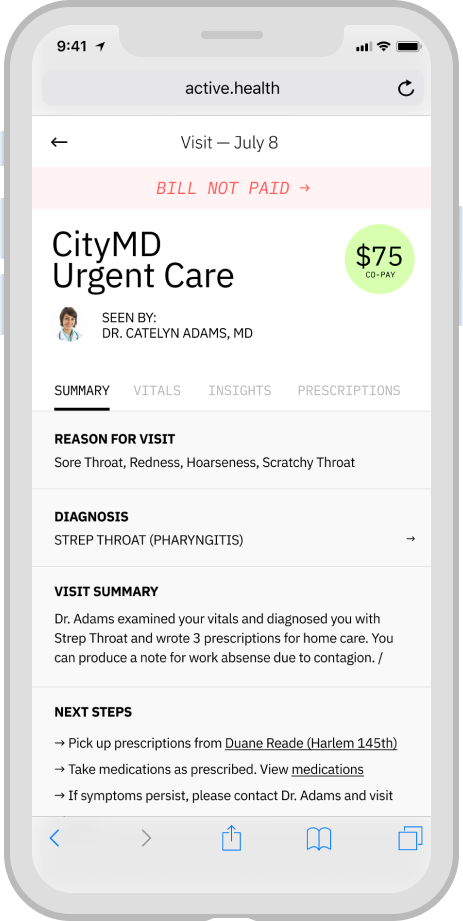 9:41
active.health
← Visit — July 8
BILL NOT PAID →
CityMD
Urgent Care
$75
CO-PAY
SEEN BY:
DR. CATELYN ADAMS, MD
SUMMARY VITALS INSIGHTS PRESCRIPTIONS
REASON FOR VISIT
Sore Throat, Redness, Hoarseness, Scratchy Throat
DIAGNOSIS
STREP THROAT (PHARYNGITIS) →
VISIT SUMMARY
Dr. Adams examined your vitals and diagnosed you with
Strep Throat and wrote 3 prescriptions for home care. You
can produce a note for work absense due to contagion. /
NEXT STEPS
→ Pick up prescriptions from Duane Reade (Harlem 145th)
→ Take medications as prescribed. View medications
→ If symptoms persist, please contact Dr. Adams and visit